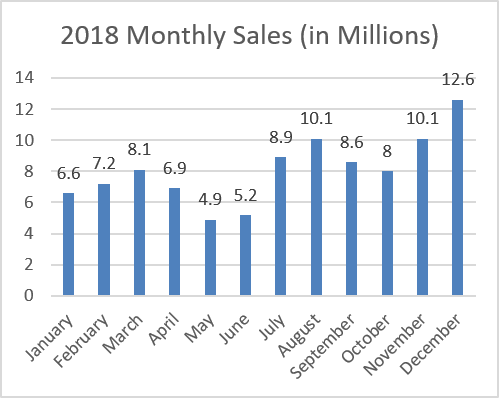 2018 Monthly Sales (in Millions)
14
12
10
8
6
4
2
0
6.6
7.2
8.1
6.9
4.9
5.2
8.9
10.1
8.6
8
10.1
12.6
January
February
March
April
May
June
July
August
September
October
November
December